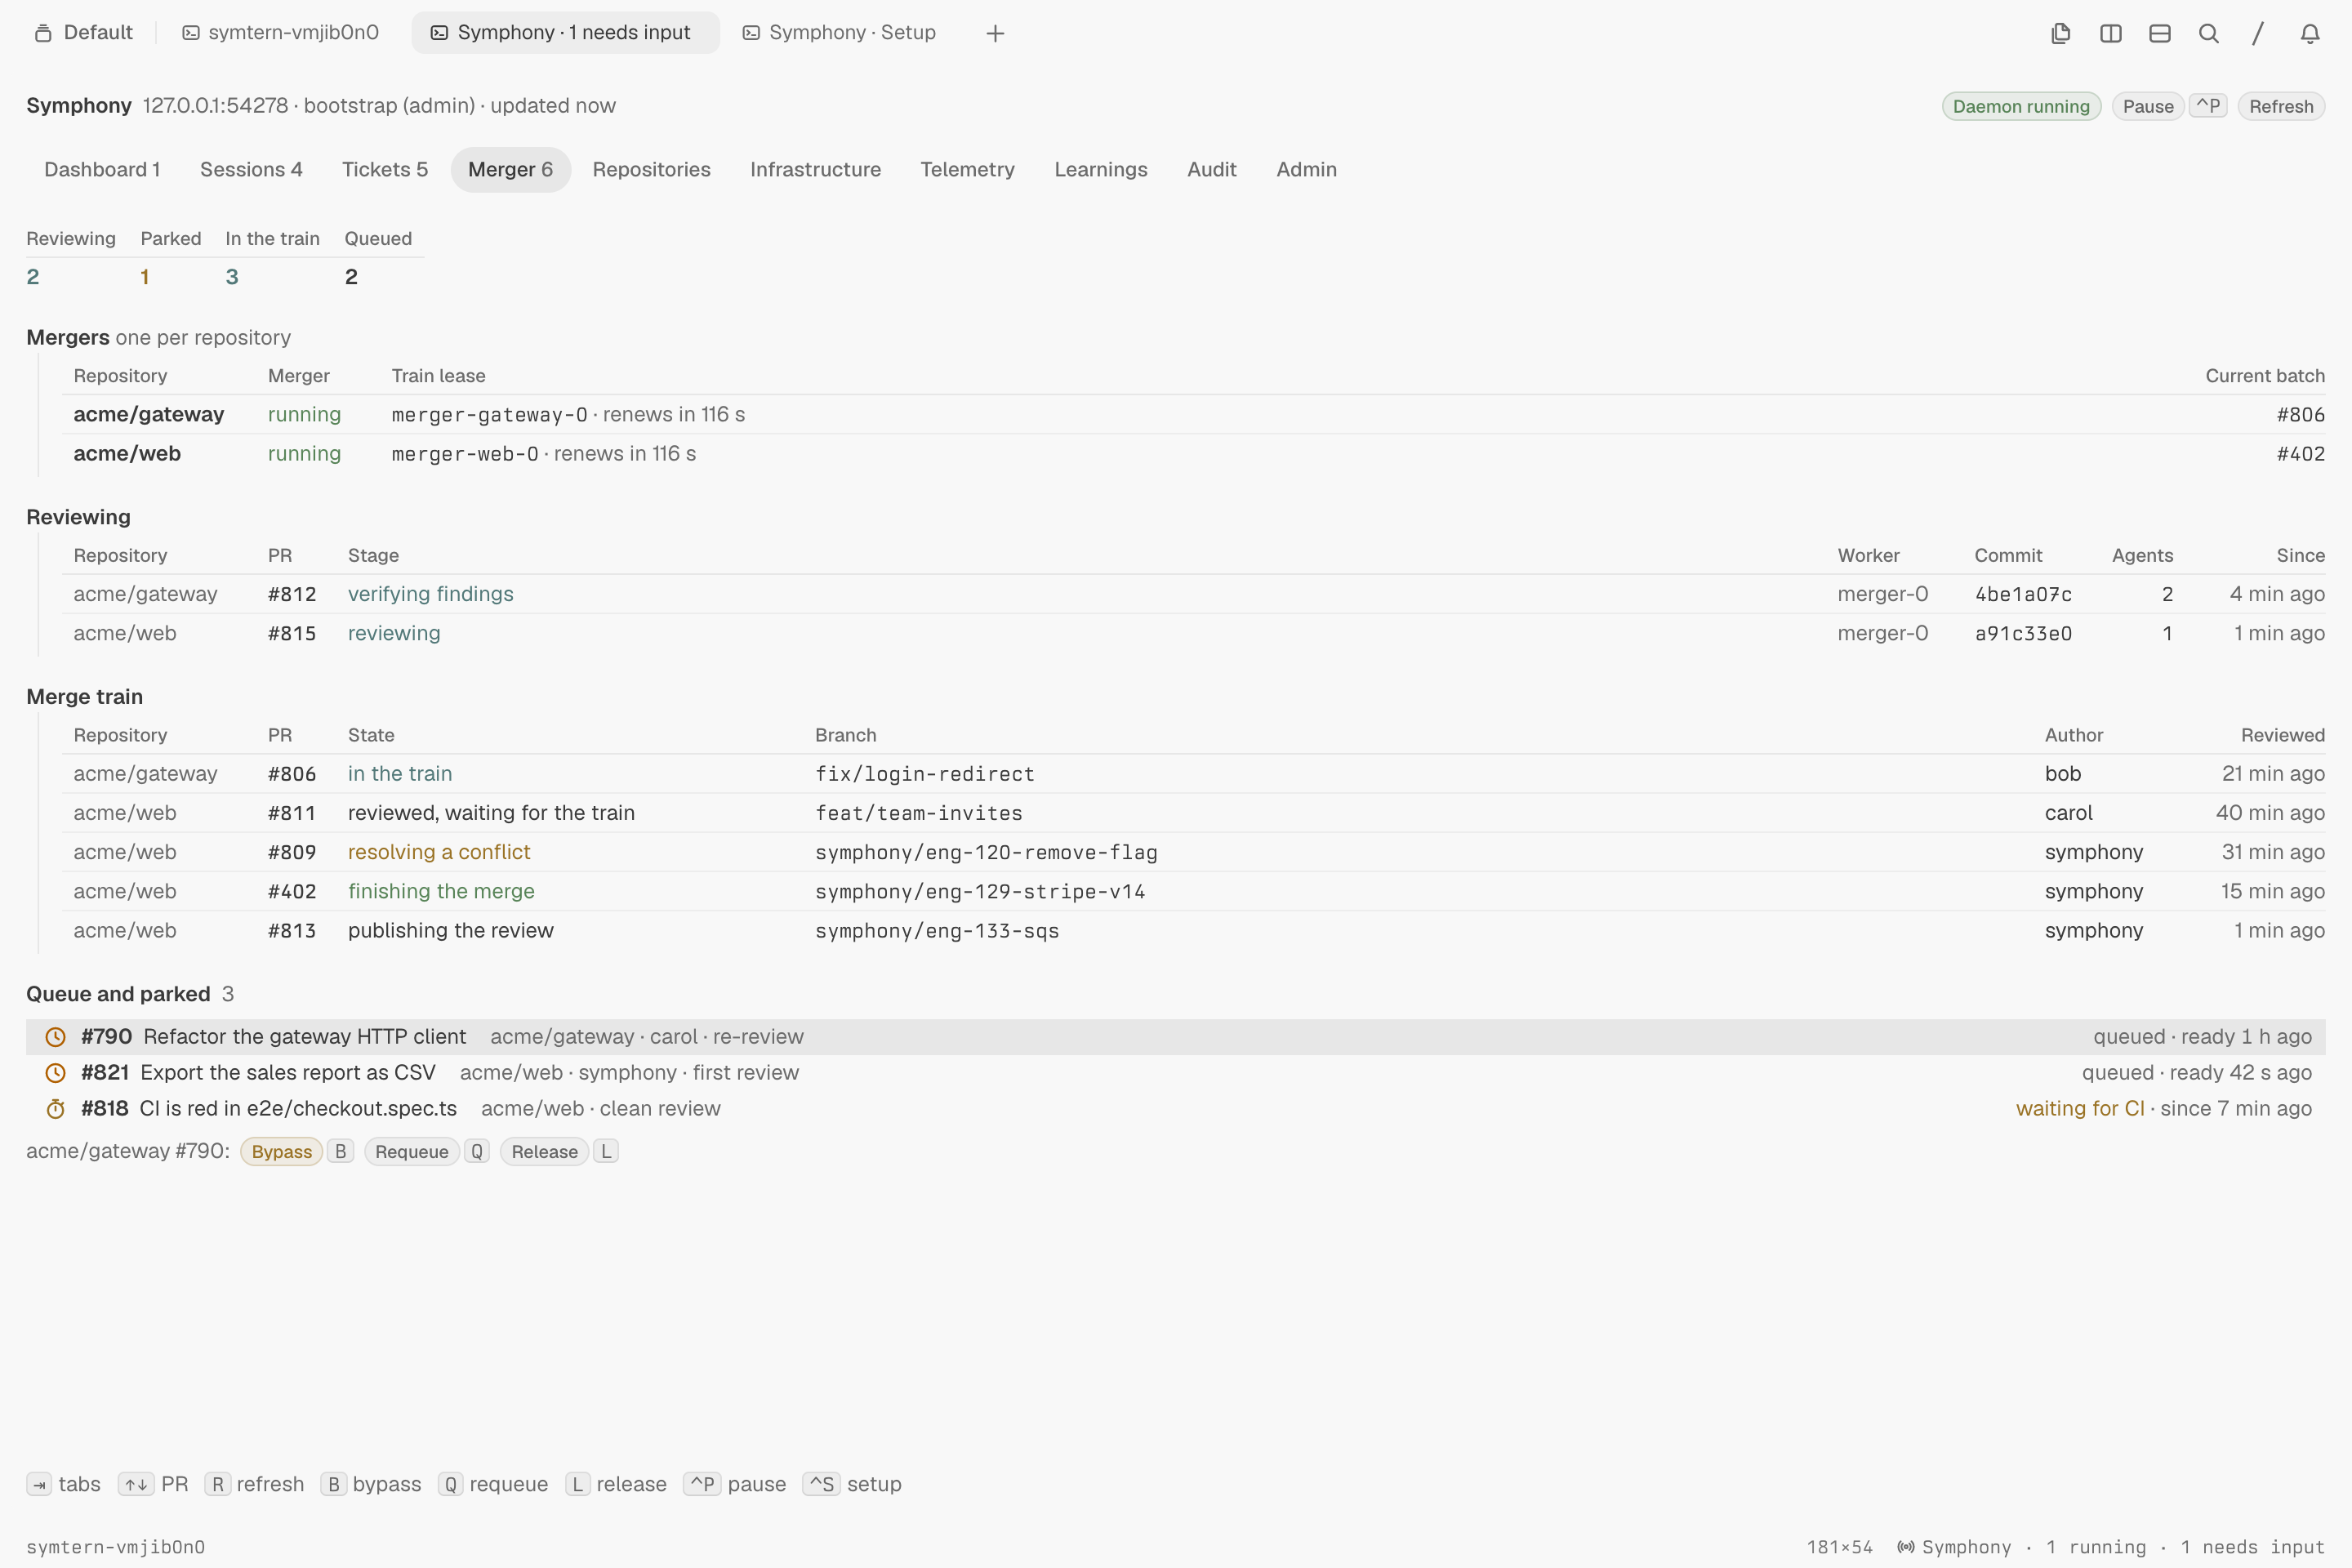 Default symtern-vmjib0n0 Symphony · 1 needs input Symphony · Setup +
Symphony 127.0.0.1:54278 · bootstrap (admin) · updated now Daemon running Pause ^P Refresh
Dashboard 1 Sessions 4 Tickets 5 Merger 6 Repositories Infrastructure Telemetry Learnings Audit Admin
Reviewing Parked In the train Queued
2 1 3 2
Mergers one per repository
Repository Merger Train lease Current batch
acme/gateway running merger-gateway-0 · renews in 116 s #806
acme/web running merger-web-0 · renews in 116 s #402
Reviewing
Repository PR Stage Worker Commit Agents Since
acme/gateway #812 verifying findings merger-0 4be1a07c 2 4 min ago
acme/web #815 reviewing merger-0 a91c33e0 1 1 min ago
Merge train
Repository PR State Branch Author Reviewed
acme/gateway #806 in the train fix/login-redirect bob 21 min ago
acme/web #811 reviewed, waiting for the train feat/team-invites carol 40 min ago
acme/web #809 resolving a conflict symphony/eng-120-remove-flag symphony 31 min ago
acme/web #402 finishing the merge symphony/eng-129-stripe-v14 symphony 15 min ago
acme/web #813 publishing the review symphony/eng-133-sqs symphony 1 min ago
Queue and parked 3
#790 Refactor the gateway HTTP client acme/gateway · carol · re-review queued · ready 1 h ago
#821 Export the sales report as CSV acme/web · symphony · first review queued · ready 42 s ago
#818 CI is red in e2e/checkout.spec.ts acme/web · clean review waiting for CI · since 7 min ago
acme/gateway #790: Bypass B Requeue Q Release L
⇥ tabs ↑↓ PR R refresh B bypass Q requeue L release ^P pause ^S setup
symtern-vmjib0n0 181×54 Symphony · 1 running · 1 needs input